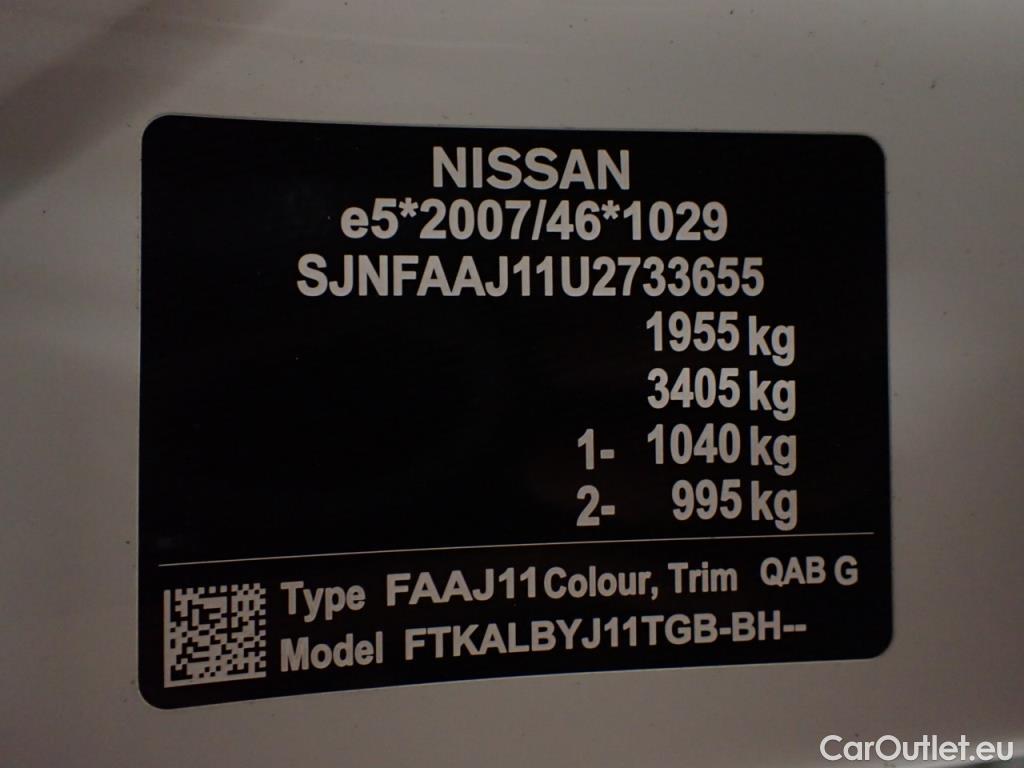 NISSAN
e5*2007/46*1029
SJNFAAJ11U2733655
1955 kg
3405 kg
1- 1040 kg
2- 995 kg
Type FAAJ11 Colour, Trim QAB G
Model FTKALBYJ11TGB-BH--
CarOutlet.eu